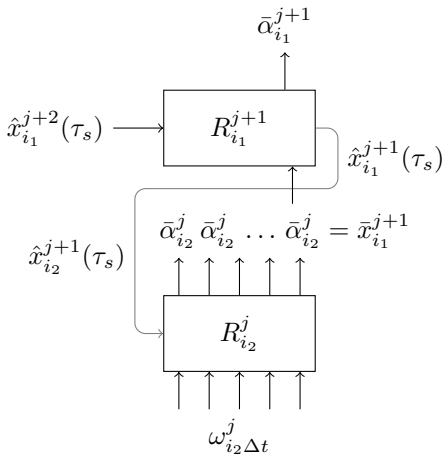 $\bar{\alpha}_{i_1}^{j+1}$
$\hat{x}_{i_1}^{j+2}(\tau_s)$
$R_{i_1}^{j+1}$
$\hat{x}_{i_1}^{j+1}(\tau_s)$
$\bar{\alpha}_{i_2}^{j} \, \bar{\alpha}_{i_2}^{j} \, \ldots \, \bar{\alpha}_{i_2}^{j} = \bar{x}_{i_1}^{j+1}$
$\hat{x}_{i_2}^{j+1}(\tau_s)$
$R_{i_2}^{j}$
$\omega_{i_2 \Delta t}^{j}$